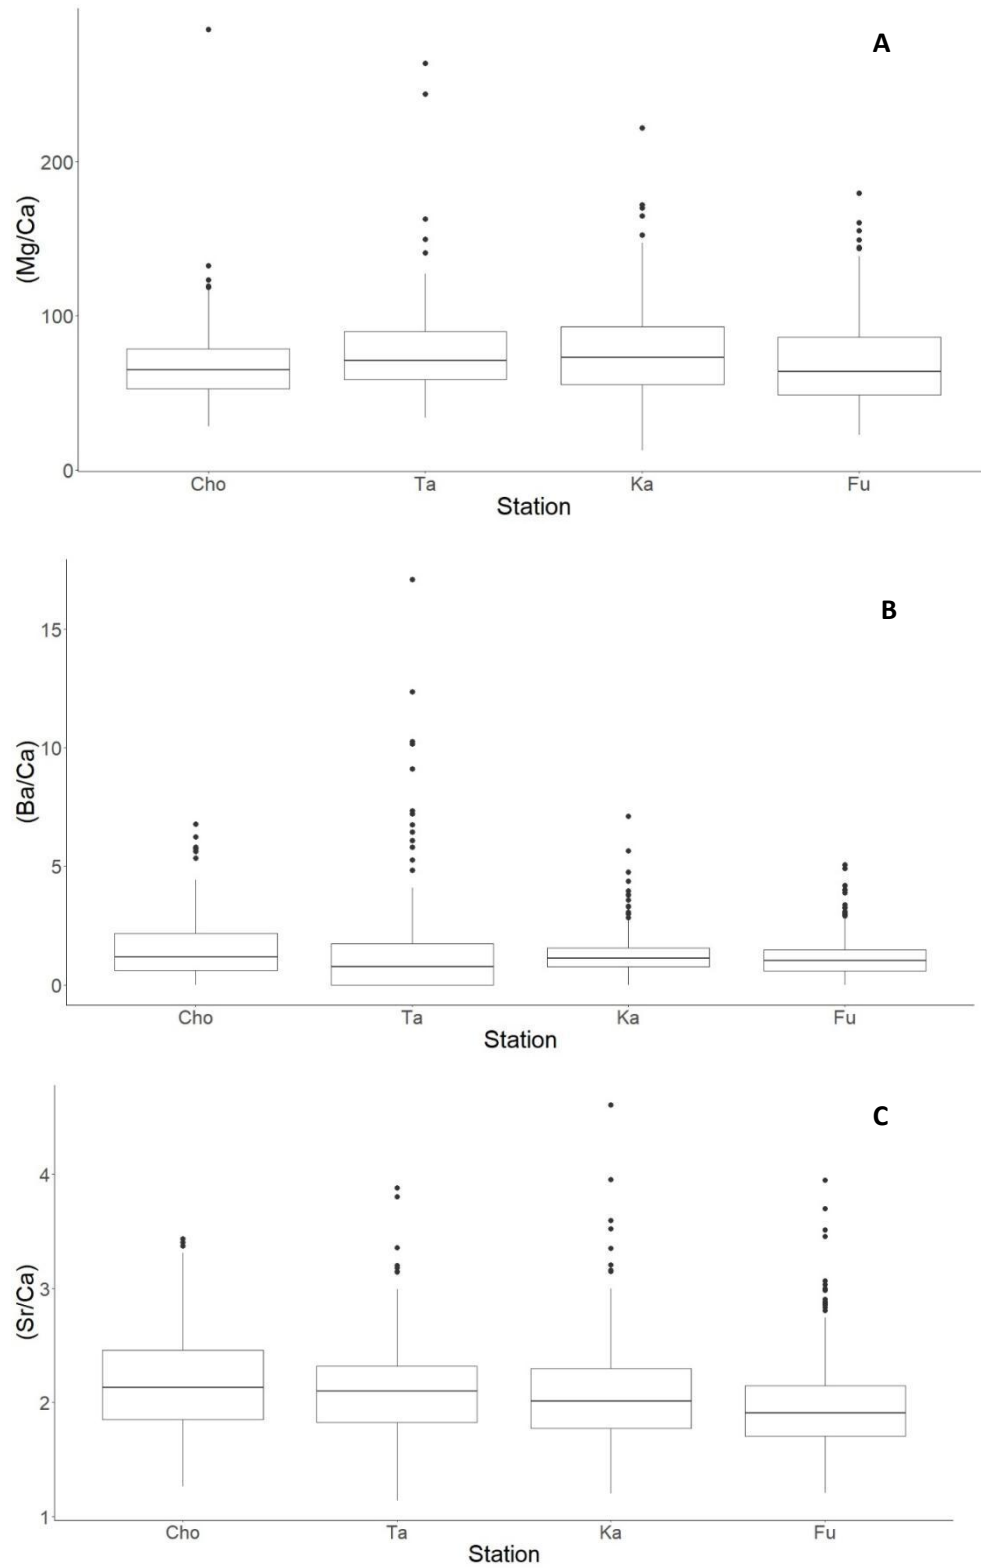 A
(Mg/Ca)
200
100
0
Cho Ta Ka Fu
Station
B
(Ba/Ca)
15
10
5
0
Cho Ta Ka Fu
Station
C
(Sr/Ca)
4
3
2
1
Cho Ta Ka Fu
Station